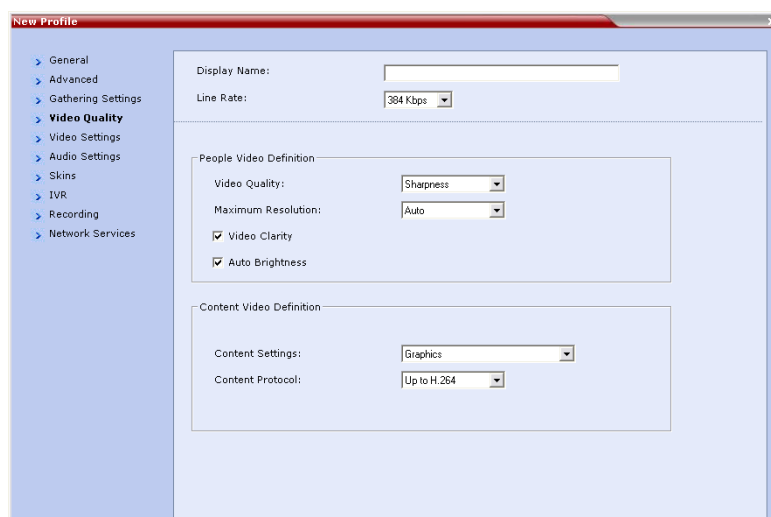 New Profile
General
Advanced
Gathering Settings
Video Quality
Video Settings
Audio Settings
Skins
IVR
Recording
Network Services
Display Name:
Line Rate: 384 Kbps
People Video Definition
Video Quality: Sharpness
Maximum Resolution: Auto
Video Clarity
Auto Brightness
Content Video Definition
Content Settings: Graphics
Content Protocol: Up to H.264